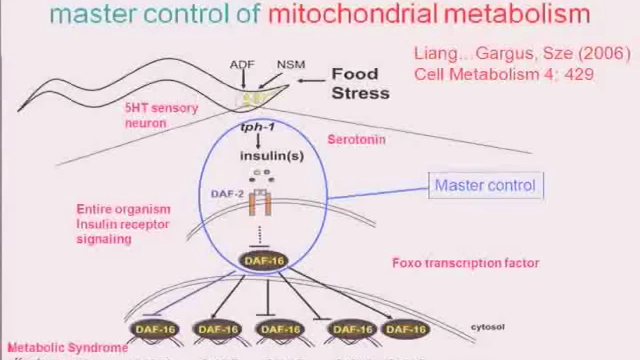 master control of mitochondrial metabolism
Liang...Gargus, Sze (2006)
Cell Metabolism 4: 429
ADF
NSM
Food
Stress
5HT sensory
neuron
tph-1
Serotonin
insulin(s)
DAF-2
Master control
Entire organism
Insulin receptor
signaling
DAF-16
Foxo transcription factor
DAF-16
DAF-16
DAF-16
DAF-16
DAF-16
cytosol
Metabolic Syndrome